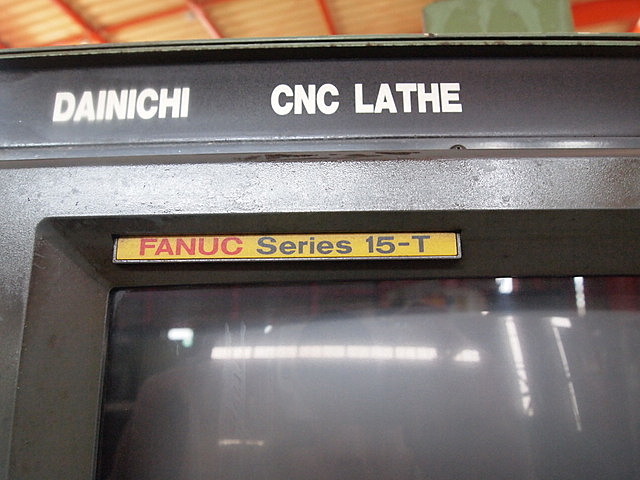 DAINICHI CNC LATHE
FANUC Series 15-T